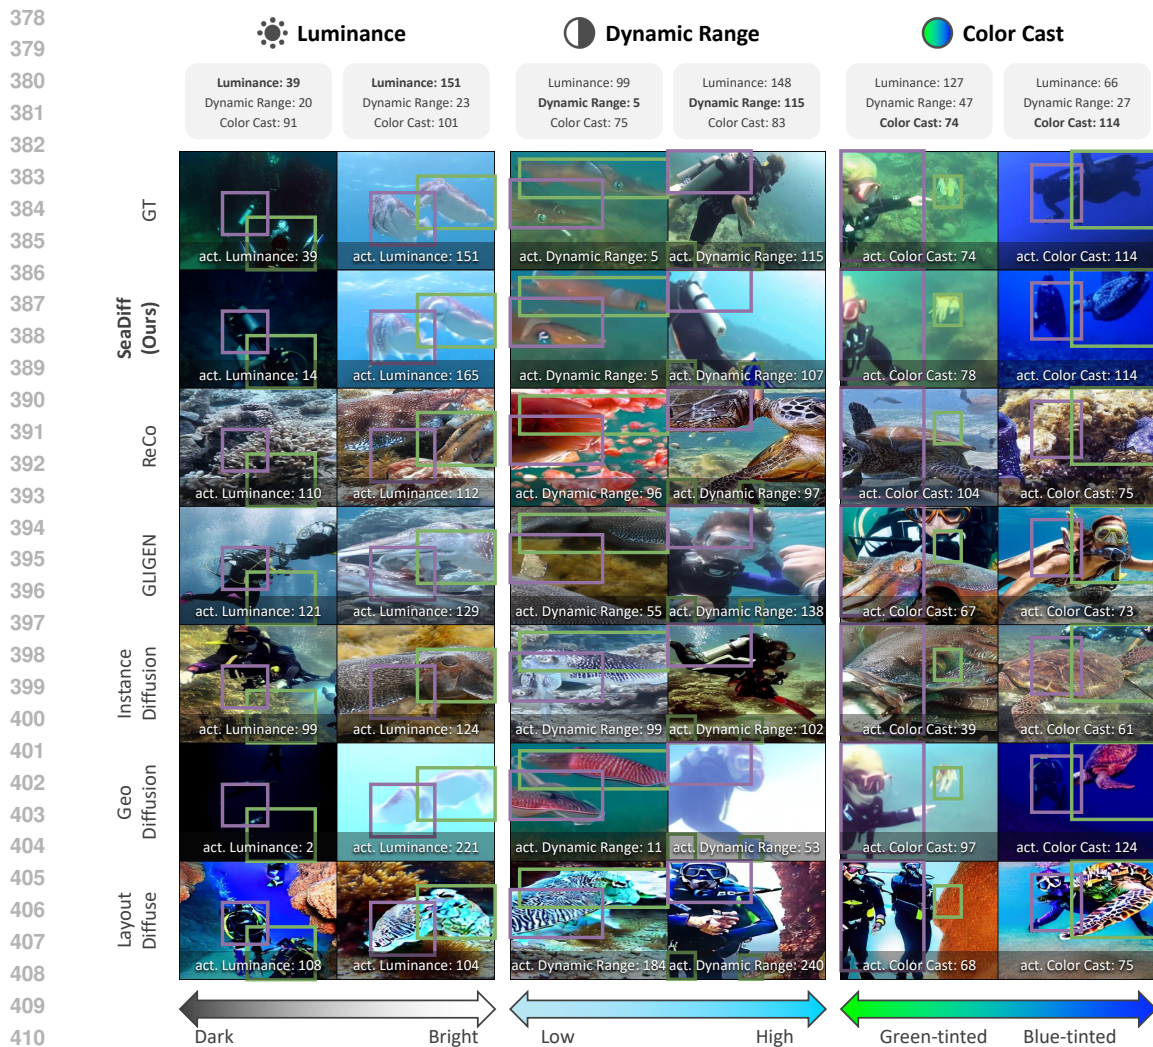 378
379
380
381
382
383
384
385
386
387
388
389
390
391
392
393
394
395
396
397
398
399
400
401
402
403
404
405
406
407
408
409
410
Luminance
Dynamic Range
Color Cast
Luminance: 39
Dynamic Range: 20
Color Cast: 91
Luminance: 151
Dynamic Range: 23
Color Cast: 101
Luminance: 99
Dynamic Range: 5
Color Cast: 75
Luminance: 148
Dynamic Range: 115
Color Cast: 83
Luminance: 127
Dynamic Range: 47
Color Cast: 74
Luminance: 66
Dynamic Range: 27
Color Cast: 114
GT
act. Luminance: 39
act. Luminance: 151
act. Dynamic Range: 5
act. Dynamic Range: 115
act. Color Cast: 74
act. Color Cast: 114
SeaDiff
(Ours)
act. Luminance: 14
act. Luminance: 165
act. Dynamic Range: 5
act. Dynamic Range: 107
act. Color Cast: 78
act. Color Cast: 114
ReCo
act. Luminance: 110
act. Luminance: 112
act. Dynamic Range: 96
act. Dynamic Range: 97
act. Color Cast: 104
act. Color Cast: 75
GLIGEN
act. Luminance: 121
act. Luminance: 129
act. Dynamic Range: 55
act. Dynamic Range: 138
act. Color Cast: 67
act. Color Cast: 73
Instance
Diffusion
act. Luminance: 99
act. Luminance: 124
act. Dynamic Range: 99
act. Dynamic Range: 102
act. Color Cast: 39
act. Color Cast: 61
Geo
Diffusion
act. Luminance: 2
act. Luminance: 221
act. Dynamic Range: 11
act. Dynamic Range: 53
act. Color Cast: 97
act. Color Cast: 124
Layout
Diffuse
act. Luminance: 108
act. Luminance: 104
act. Dynamic Range: 184
act. Dynamic Range: 240
act. Color Cast: 68
act. Color Cast: 75
Dark
Bright
Low
High
Green-tinted
Blue-tinted